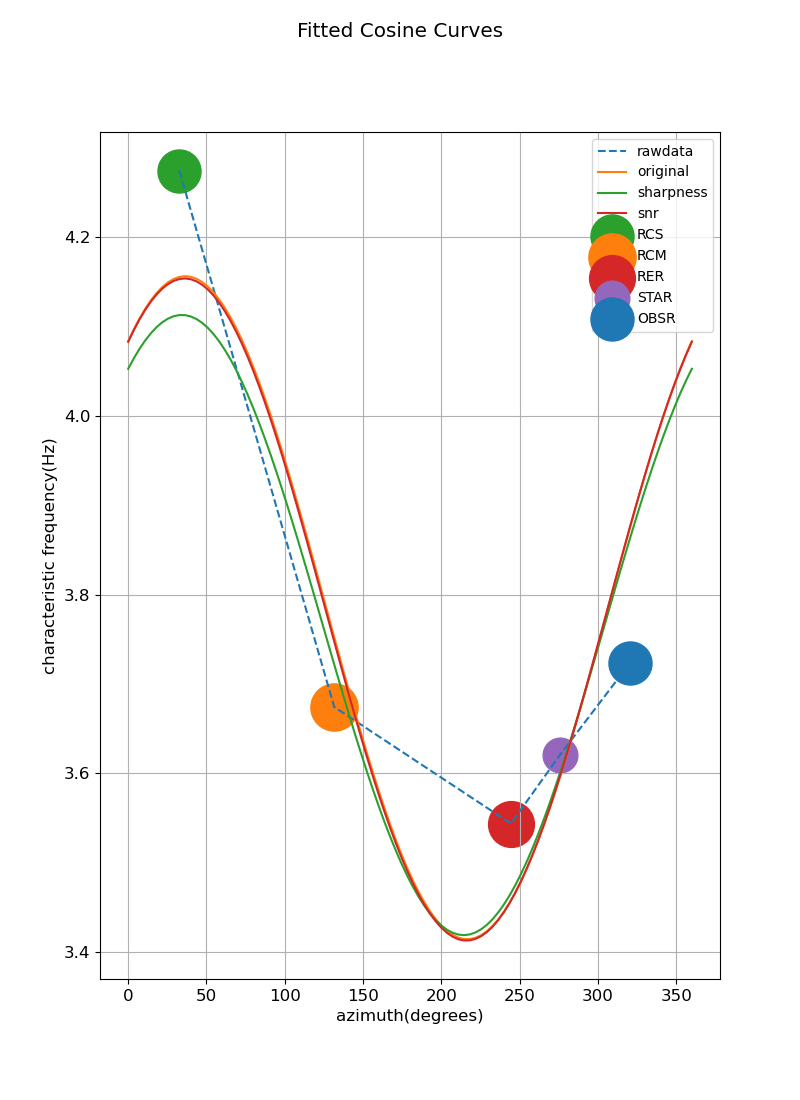 Fitted Cosine Curves
rawdata
original
sharpness
snr
RCS
RCM
RER
STAR
OBSR
characteristic frequency(Hz)
4.2
4.0
3.8
3.6
3.4
0 50 100 150 200 250 300 350
azimuth(degrees)